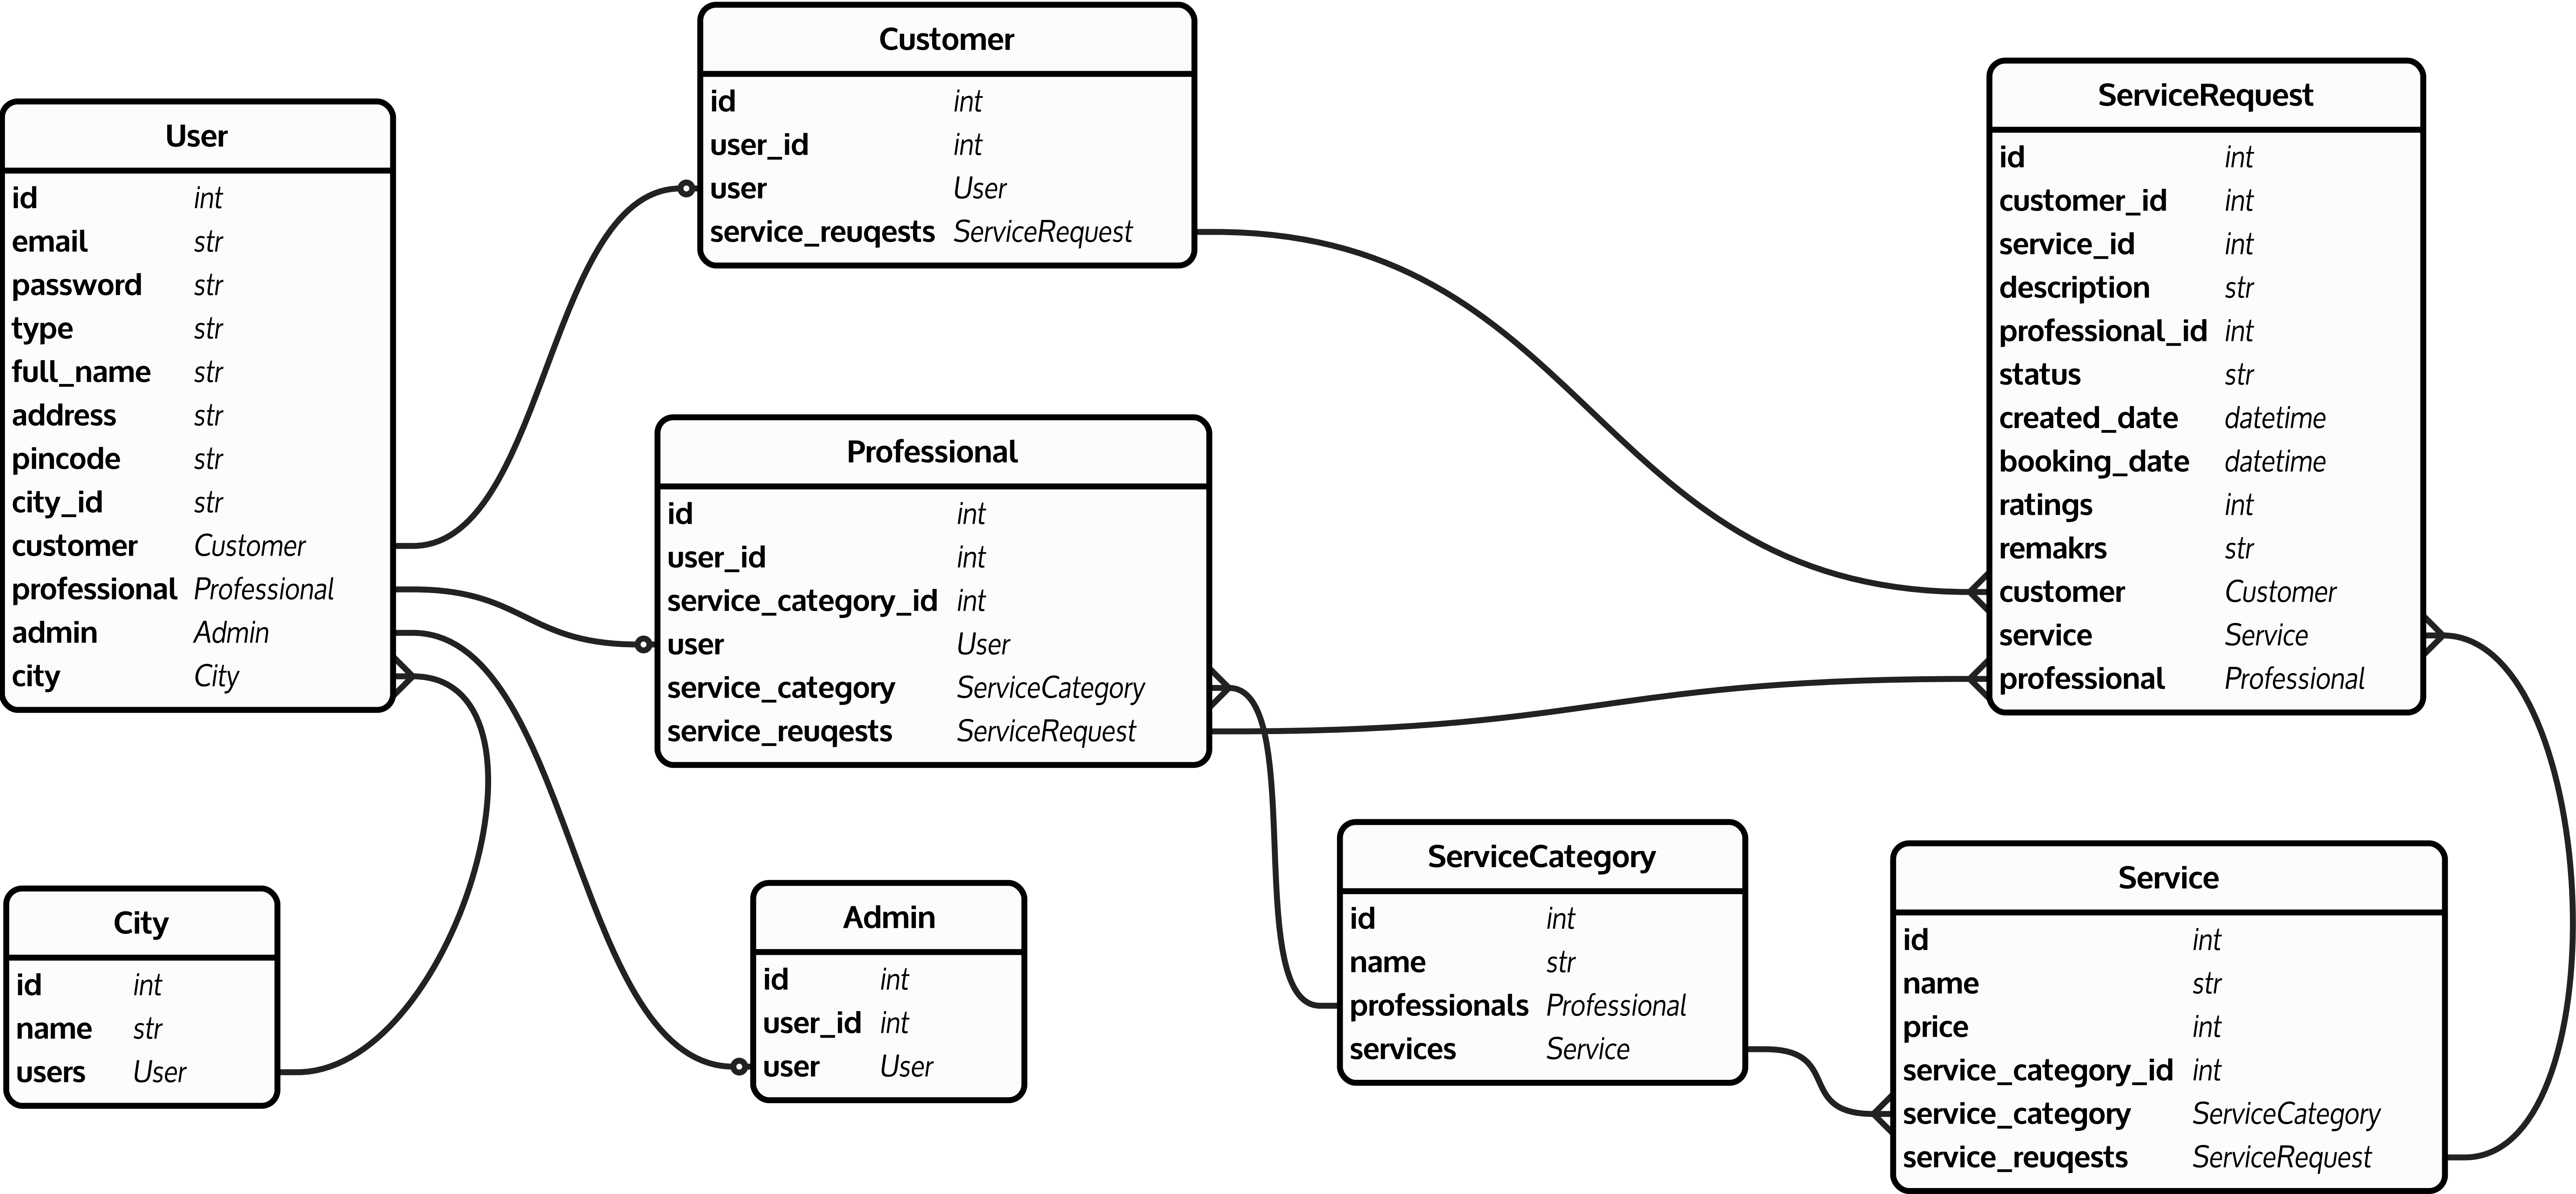 Customer
id int
user_id int
user User
service_reuqests ServiceRequest
User
id int
email str
password str
type str
full_name str
address str
pincode str
city_id str
customer Customer
professional Professional
admin Admin
city City
ServiceRequest
id int
customer_id int
service_id int
description str
professional_id int
status str
created_date datetime
booking_date datetime
ratings int
remakrs str
customer Customer
service Service
professional Professional
Professional
id int
user_id int
service_category_id int
user User
service_category ServiceCategory
service_reuqests ServiceRequest
City
id int
name str
users User
Admin
id int
user_id int
user User
ServiceCategory
id int
name str
professionals Professional
services Service
Service
id int
name str
price int
service_category_id int
service_category ServiceCategory
service_reuqests ServiceRequest